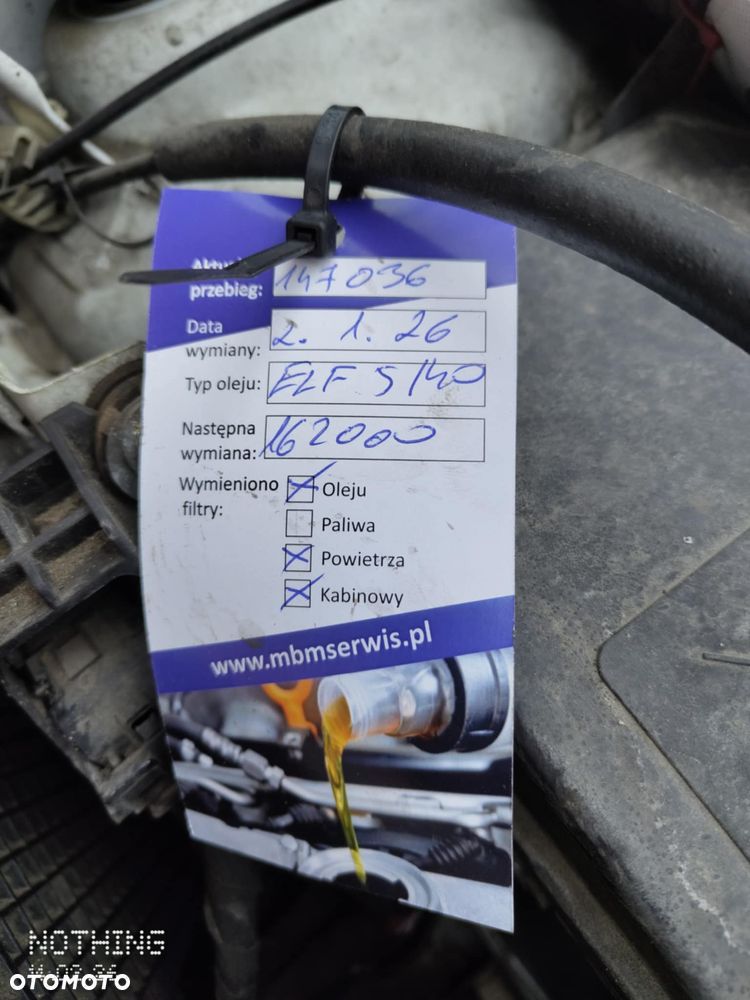 przebieg: 147036
Data wymiany: 2. 1. 26
Typ oleju: ELF 5/40
Następna wymiana: 162000
Wymieniono filtry:
Oleju
Paliwa
Powietrza
Kabinowy
www.mbmserwis.pl
NOTHING
OTOMOTO